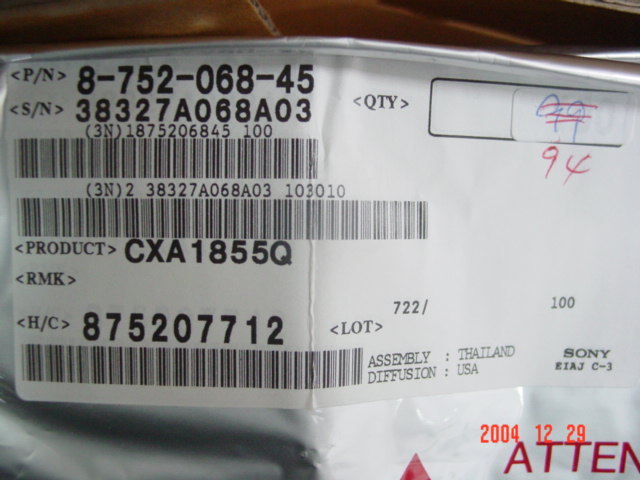 <P/N> 8-752-068-45
<S/N> 38327A068A03 <QTY>
94
(3N)1875206845 100
(3N)2 38327A068A03 103010
<PRODUCT> CXA1855Q
<RMK>
722/ 100
<H/C> 875207712 <LOT>
ASSEMBLY : THAILAND SONY
DIFFUSION : USA EIAJ C-3
2004 12 29
ATTEN